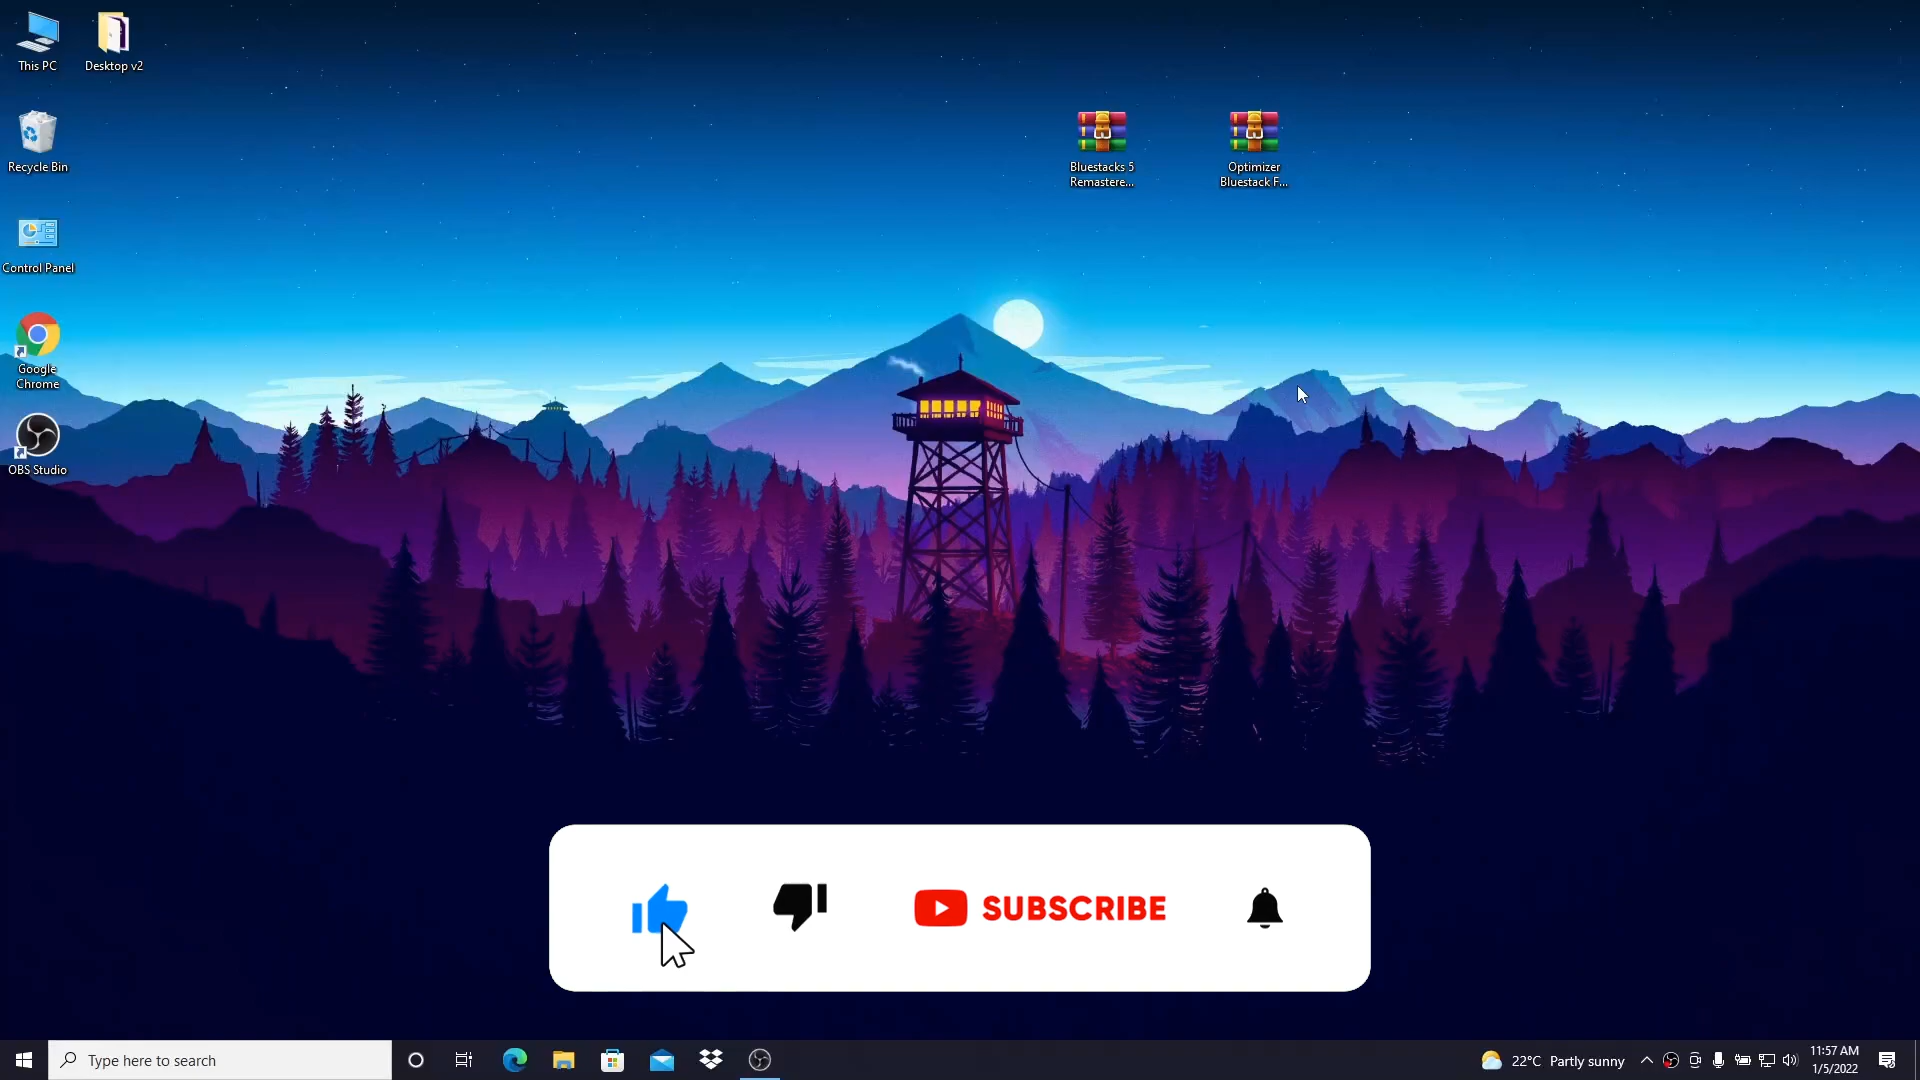 This PC
Desktop v2
Recycle Bin
Control Panel
Google
Chrome
OBS Studio
Bluestacks 5
Remastere...
Optimizer
Bluestack F...
SUBSCRIBE
Type here to search
22°C Partly sunny
11:57 AM
1/5/2022